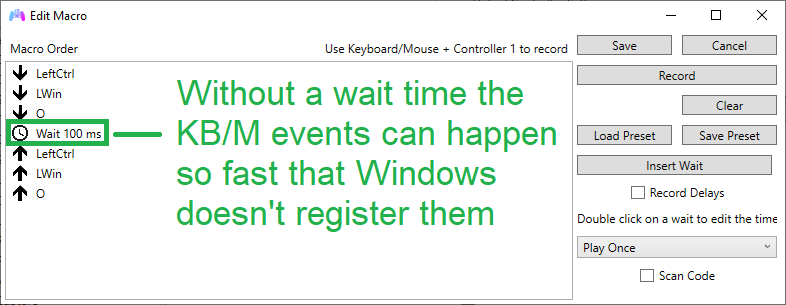 Edit Macro
Macro Order
Use Keyboard/Mouse + Controller 1 to record
Save
Cancel
Record
Clear
Load Preset
Save Preset
Insert Wait
Record Delays
Double click on a wait to edit the time
Play Once
Scan Code
LeftCtrl
LWin
O
Wait 100 ms
LeftCtrl
LWin
O
Without a wait time the
KB/M events can happen
so fast that Windows
doesn't register them